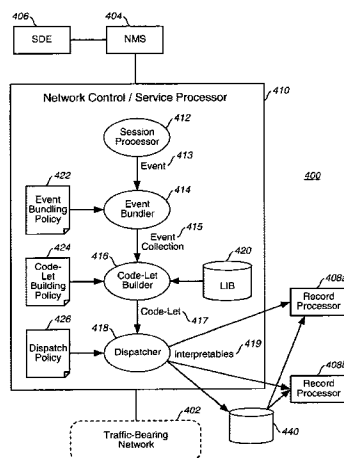 406
404
SDE
NMS
410
Network Control / Service Processor
412
Session
Processor
Event
413
422
414
400
Event
Bundling
Policy
Event
Bundler
415
Event
Collection
424
416
420
Code-Let
Building
Policy
Code-Let
Builder
LIB
408a
Code-Let
417
Record
Processor
426
418
Dispatch
Policy
Dispatcher
interpretables
419
408b
Record
Processor
402
Traffic-Bearing
Network
440